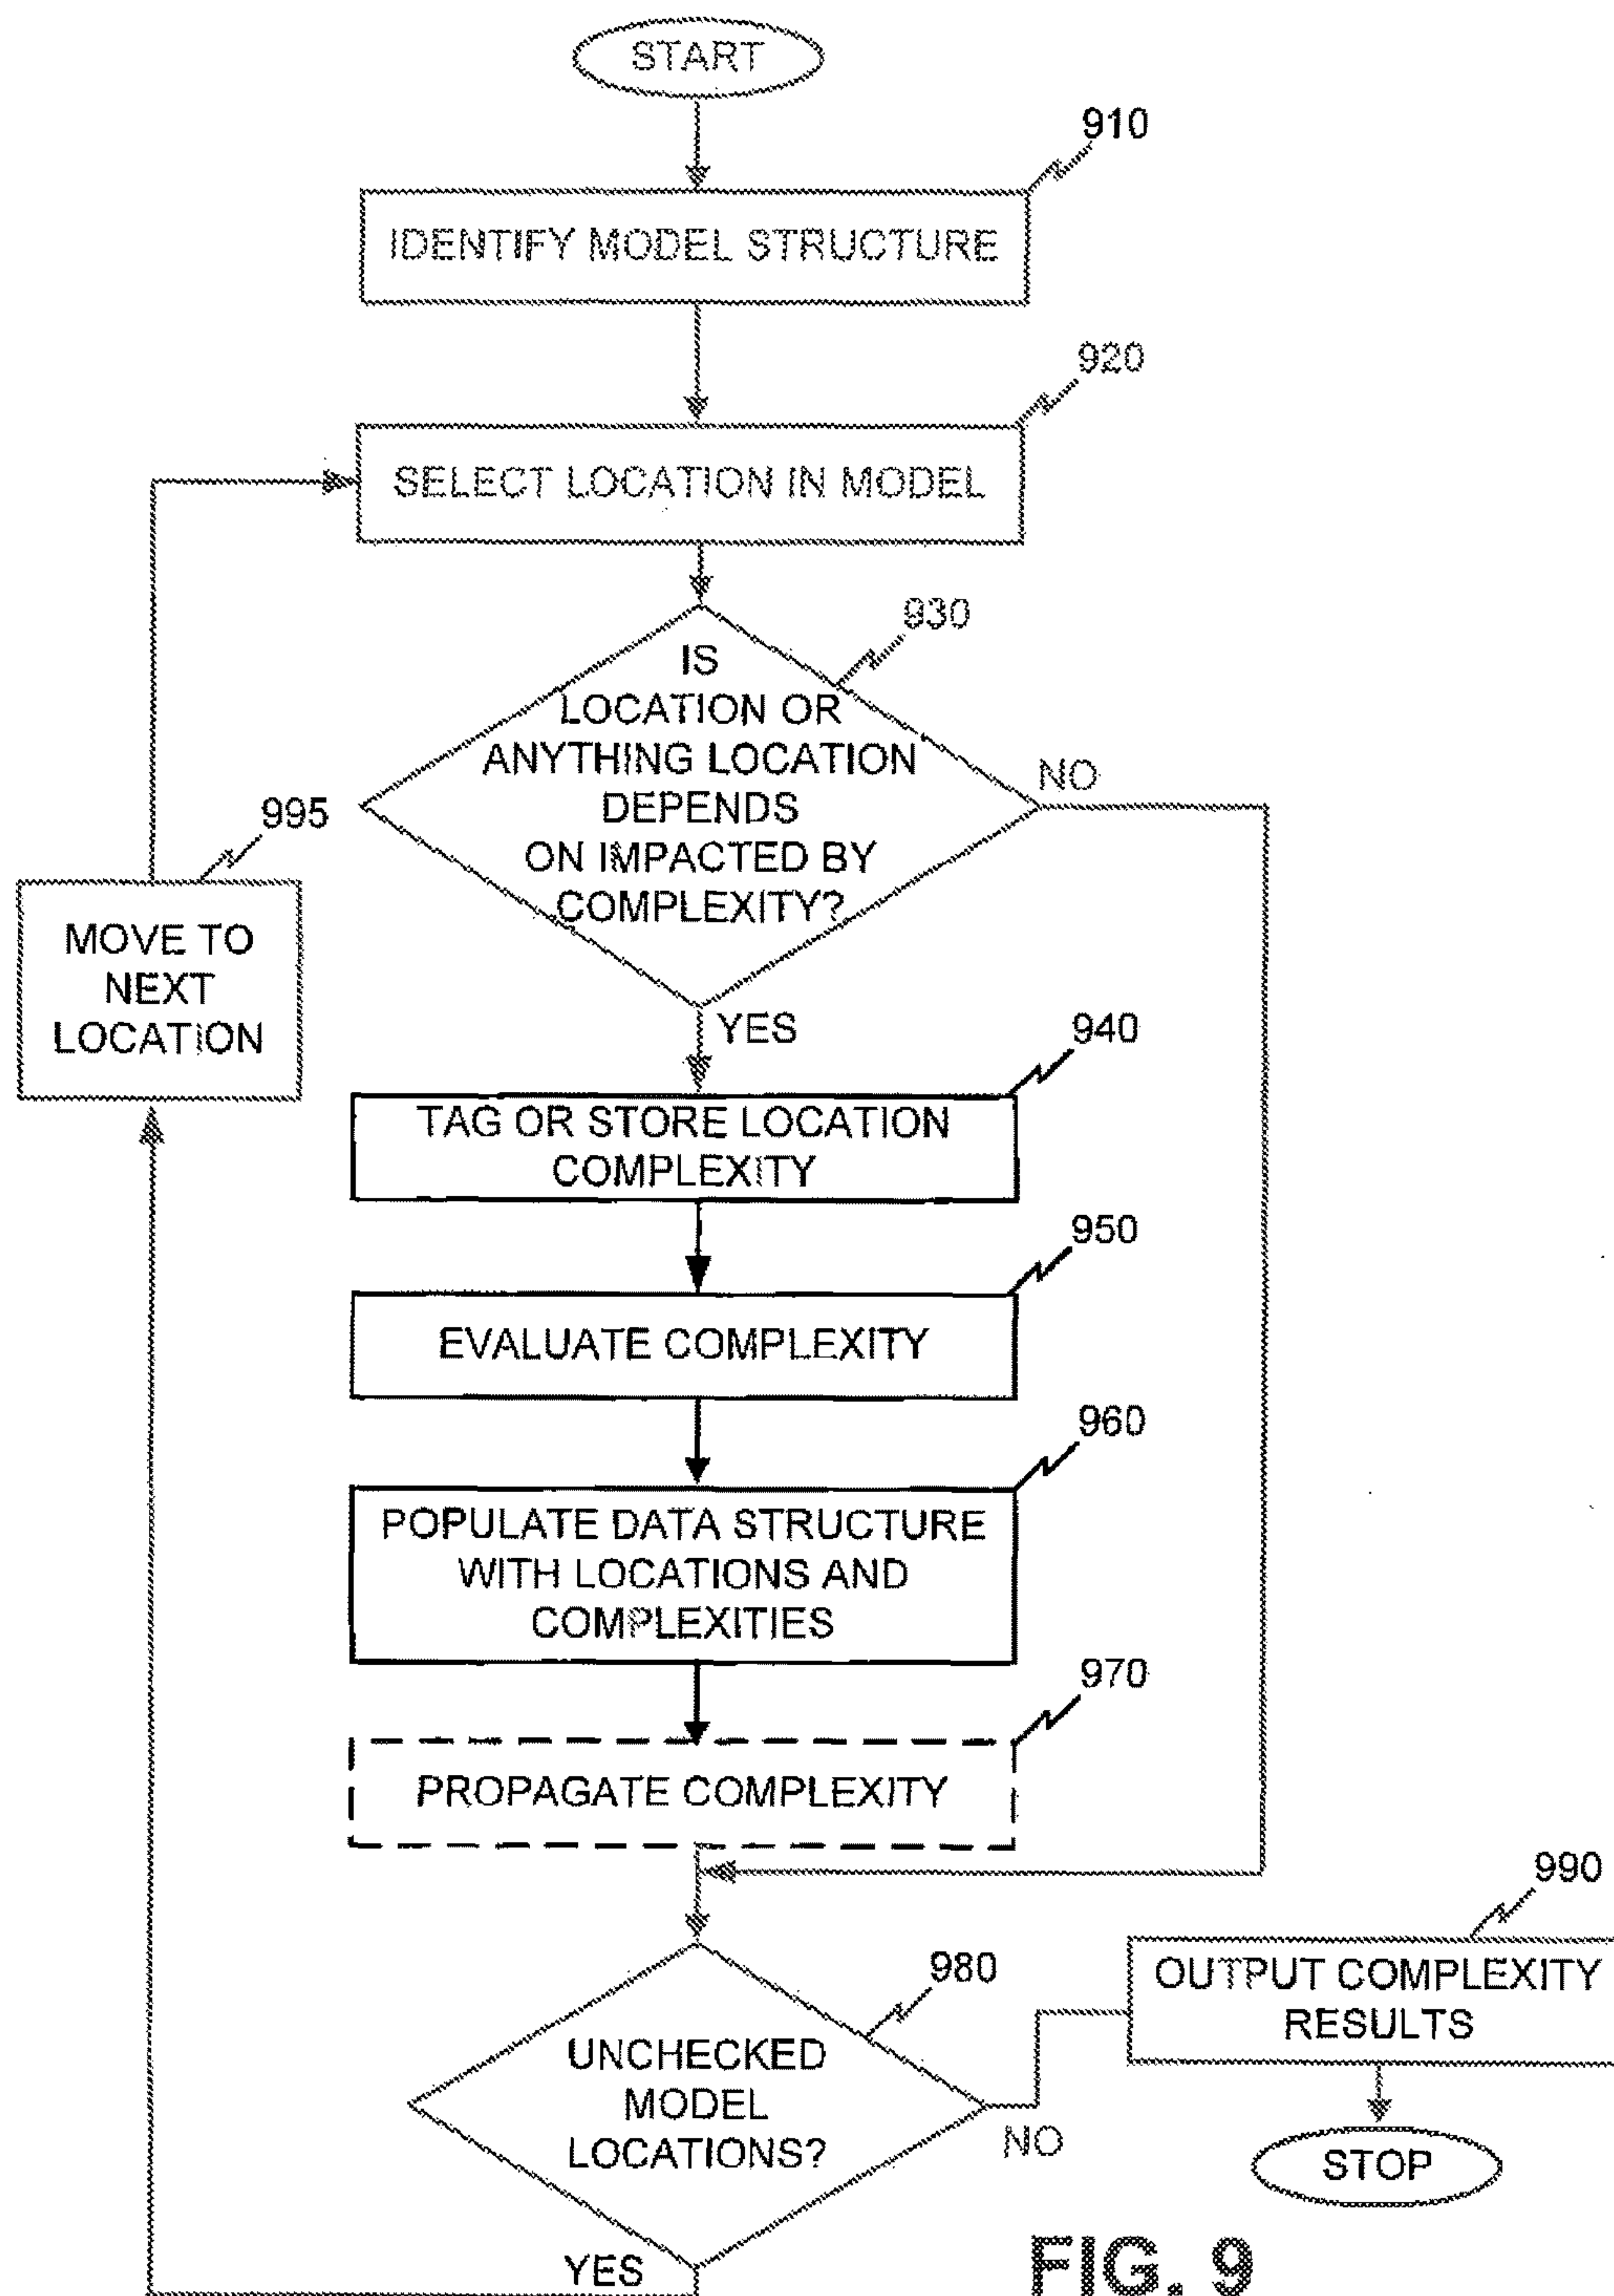 START
910
IDENTIFY MODEL STRUCTURE
920
SELECT LOCATION IN MODEL
930
IS
LOCATION OR
ANYTHING LOCATION
DEPENDS
ON IMPACTED BY
COMPLEXITY?
NO
995
MOVE TO
NEXT
LOCATION
YES
940
TAG OR STORE LOCATION
COMPLEXITY
950
EVALUATE COMPLEXITY
960
POPULATE DATA STRUCTURE
WITH LOCATIONS AND
COMPLEXITIES
970
PROPAGATE COMPLEXITY
990
OUTPUT COMPLEXITY
RESULTS
980
UNCHECKED
MODEL
LOCATIONS?
NO
STOP
YES
FIG. 9